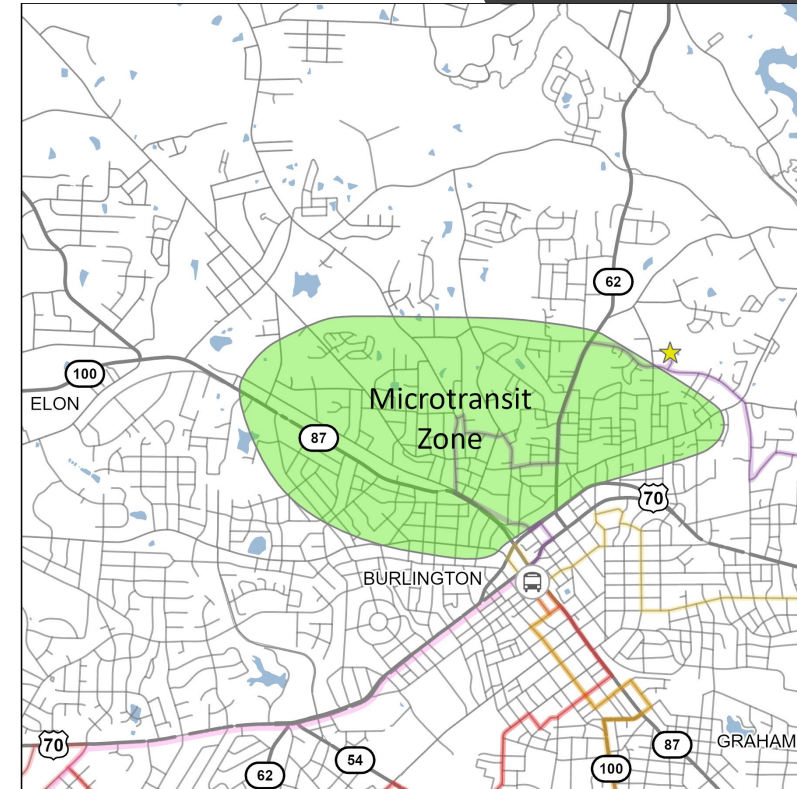 62
100
ELON
Microtransit
Zone
87
70
BURLINGTON
70
62
54
100
87
GRAHAM